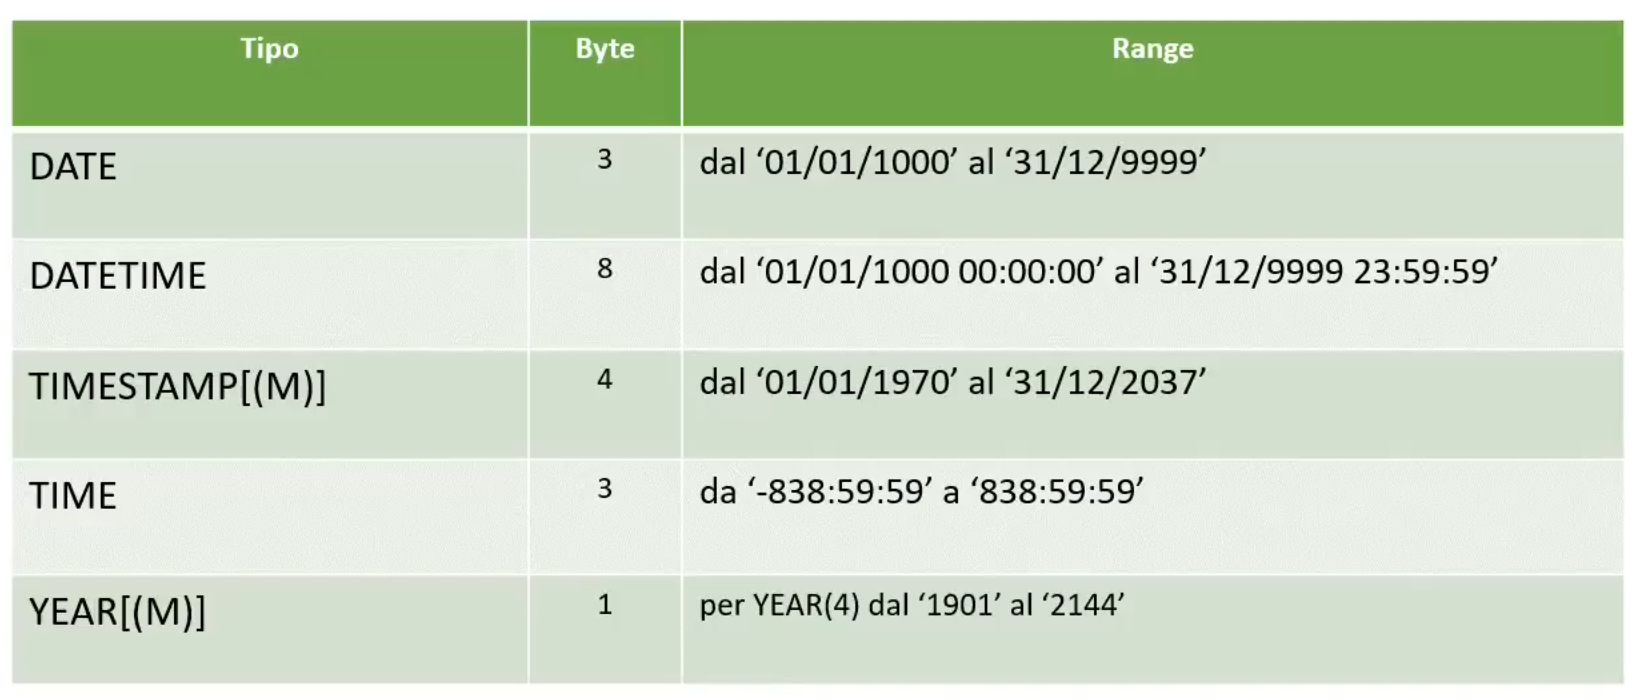 Tipo Byte Range
DATE 3 dal ‘01/01/1000’ al ‘31/12/9999’
DATETIME 8 dal ‘01/01/1000 00:00:00’ al ‘31/12/9999 23:59:59’
TIMESTAMP[(M)] 4 dal ‘01/01/1970’ al ‘31/12/2037’
TIME 3 da ‘-838:59:59’ a ‘838:59:59’
YEAR[(M)] 1 per YEAR(4) dal ‘1901’ al ‘2144’